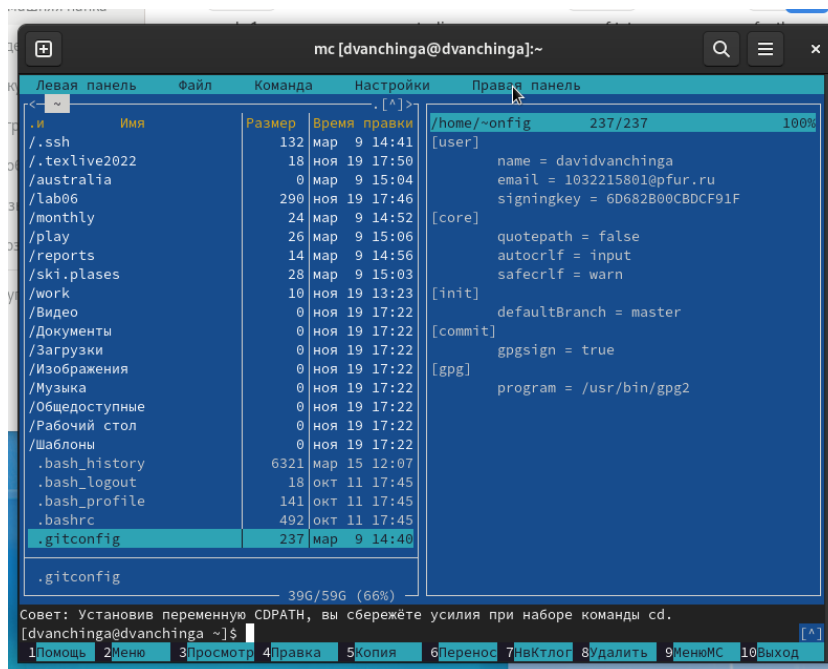 mc [dvanchinga@dvanchinga]:~
Левая панель Файл Команда Настройки Правая панель
<— ~ .[^]>
.и Имя Размер Время правки
/.ssh 132 мар 9 14:41
/.texlive2022 18 ноя 19 17:50
/australia 0 мар 9 15:04
/lab06 290 ноя 19 17:46
/monthly 24 мар 9 14:52
/play 26 мар 9 15:06
/reports 14 мар 9 14:56
/ski.plases 28 мар 9 15:03
/work 10 ноя 19 13:23
/Видео 0 ноя 19 17:22
/Документы 0 ноя 19 17:22
/Загрузки 0 ноя 19 17:22
/Изображения 0 ноя 19 17:22
/Музыка 0 ноя 19 17:22
/Общедоступные 0 ноя 19 17:22
/Рабочий стол 0 ноя 19 17:22
/Шаблоны 0 ноя 19 17:22
.bash_history 6321 мар 15 12:07
.bash_logout 18 окт 11 17:45
.bash_profile 141 окт 11 17:45
.bashrc 492 окт 11 17:45
.gitconfig 237 мар 9 14:40
.gitconfig
39G/59G (66%)
/home/~onfig 237/237 100%
[user]
name = davidvanchinga
email = 1032215801@pfur.ru
signingkey = 6D682B00CBDCF91F
[core]
quotepath = false
autocrlf = input
safecrlf = warn
[init]
defaultBranch = master
[commit]
gpgsign = true
[gpg]
program = /usr/bin/gpg2
Совет: Установив переменную CDPATH, вы сбережёте усилия при наборе команды cd.
[dvanchinga@dvanchinga ~]$ [^]
1Помощь 2Меню 3Просмотр 4Правка 5Копия 6Перенос 7НвКтлог 8Удалить 9МенюМС 10Выход